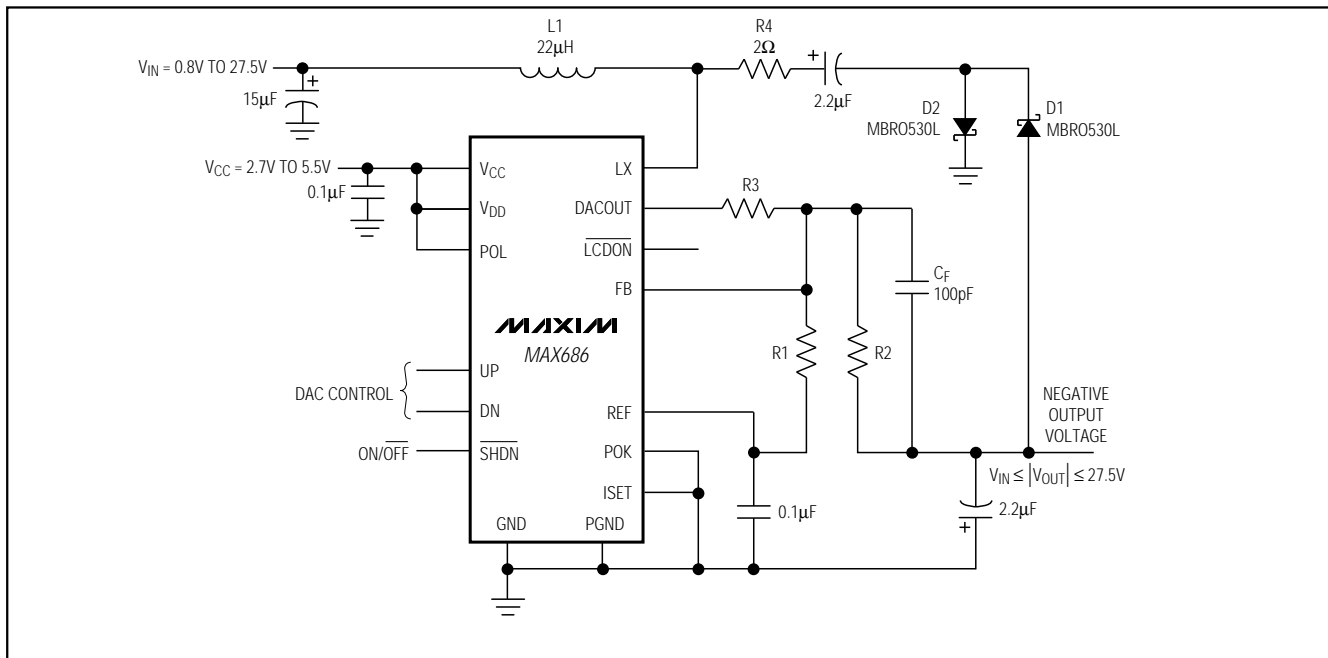 L1
22µH
R4
2Ω
V_IN = 0.8V TO 27.5V
+
15µF
+
2.2µF
D2
MBRO530L
D1
MBRO530L
V_CC = 2.7V TO 5.5V
0.1µF
V_CC
LX
R3
V_DD
DACOUT
POL
L̅C̅D̅O̅N̅
C_F
100pF
FB
MAXIM
MAX686
R1
R2
UP
DAC CONTROL
DN
REF
NEGATIVE
OUTPUT
VOLTAGE
ON/O̅F̅F̅
S̅H̅D̅N̅
POK
V_IN ≤ |V_OUT| ≤ 27.5V
ISET
0.1µF
2.2µF
+
GND
PGND